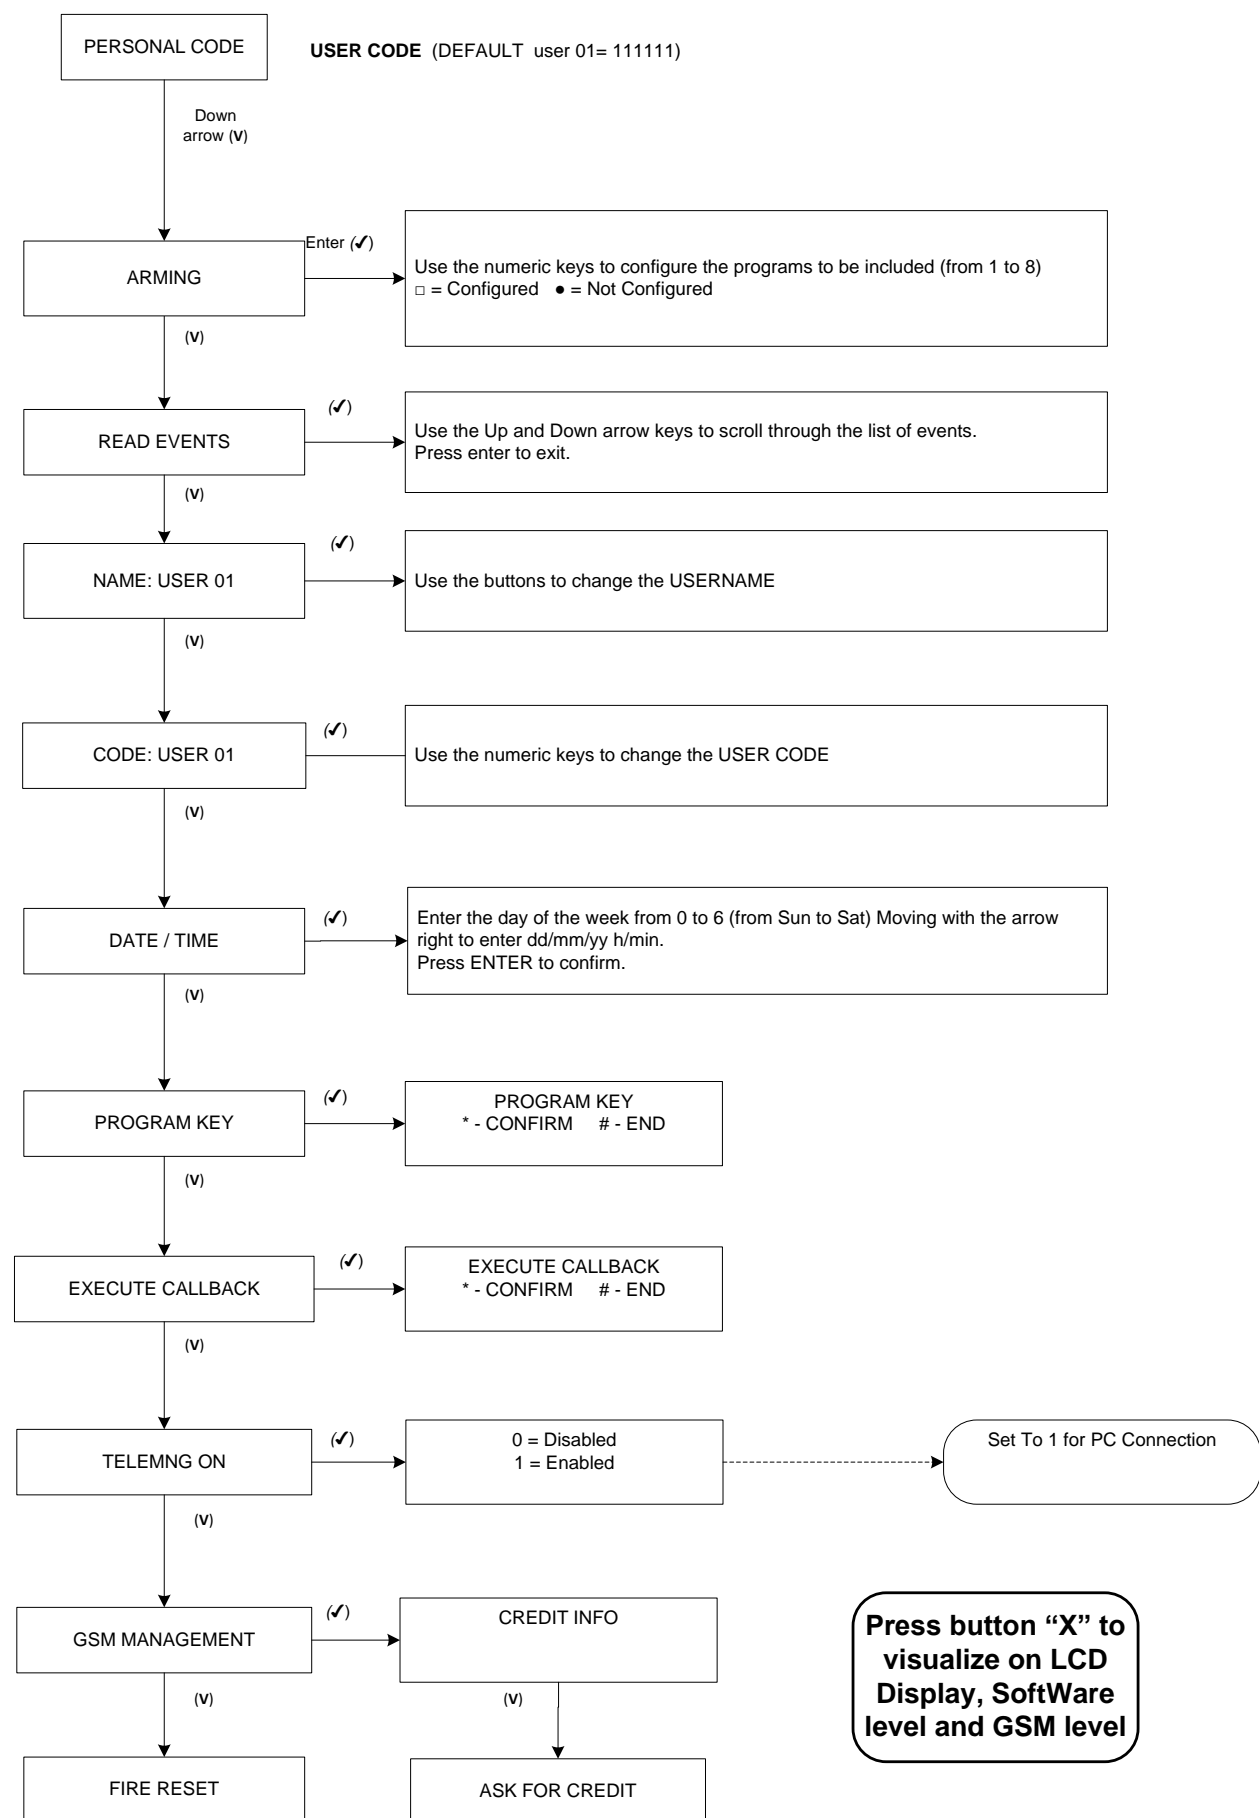 PERSONAL CODE
USER CODE (DEFAULT user 01= 111111)
Down
arrow (V)
ARMING
Enter (✓)
Use the numeric keys to configure the programs to be included (from 1 to 8)
□ = Configured ● = Not Configured
(V)
READ EVENTS
(✓)
Use the Up and Down arrow keys to scroll through the list of events.
Press enter to exit.
(V)
NAME: USER 01
(✓)
Use the buttons to change the USERNAME
(V)
CODE: USER 01
(✓)
Use the numeric keys to change the USER CODE
(V)
DATE / TIME
(✓)
Enter the day of the week from 0 to 6 (from Sun to Sat) Moving with the arrow
right to enter dd/mm/yy h/min.
Press ENTER to confirm.
(V)
PROGRAM KEY
(✓)
PROGRAM KEY
* - CONFIRM # - END
(V)
EXECUTE CALLBACK
(✓)
EXECUTE CALLBACK
* - CONFIRM # - END
(V)
TELEMNG ON
(✓)
0 = Disabled
1 = Enabled
Set To 1 for PC Connection
(V)
GSM MANAGEMENT
(✓)
CREDIT INFO
Press button “X” to
visualize on LCD
Display, SoftWare
level and GSM level
(V)
(V)
FIRE RESET
ASK FOR CREDIT